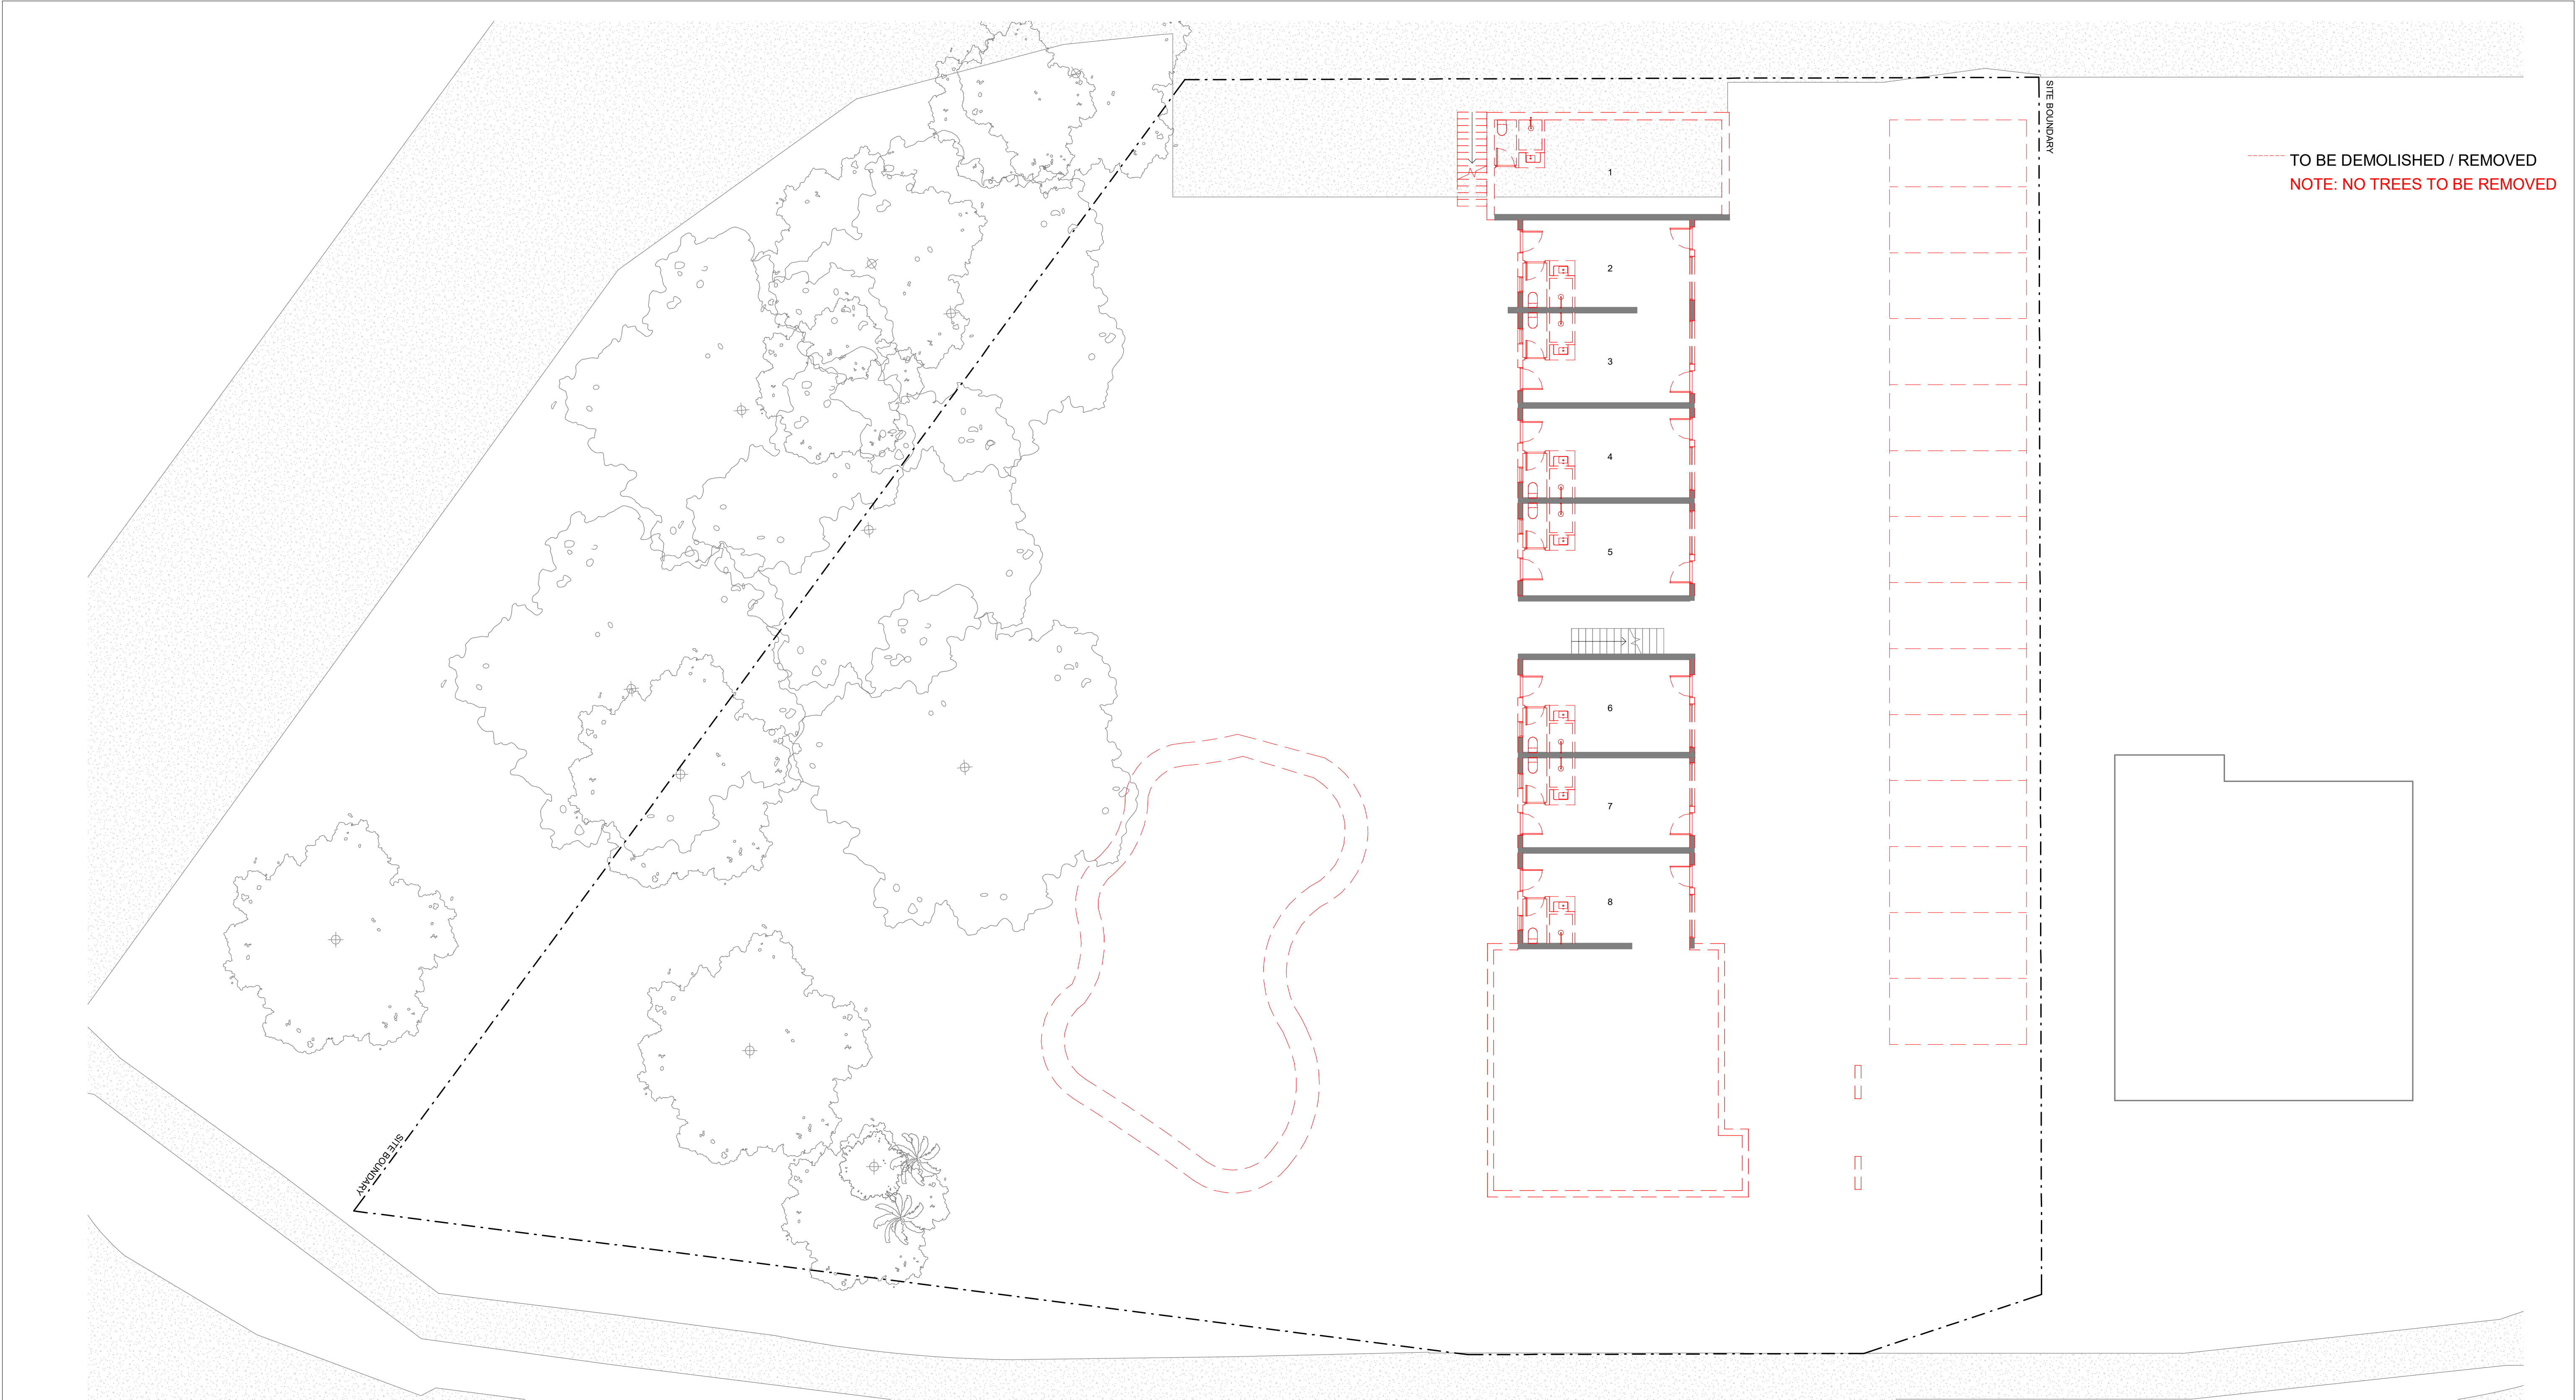 SITE BOUNDARY
TO BE DEMOLISHED / REMOVED
NOTE: NO TREES TO BE REMOVED
1
2
3
4
5
6
7
8
SITE BOUNDARY